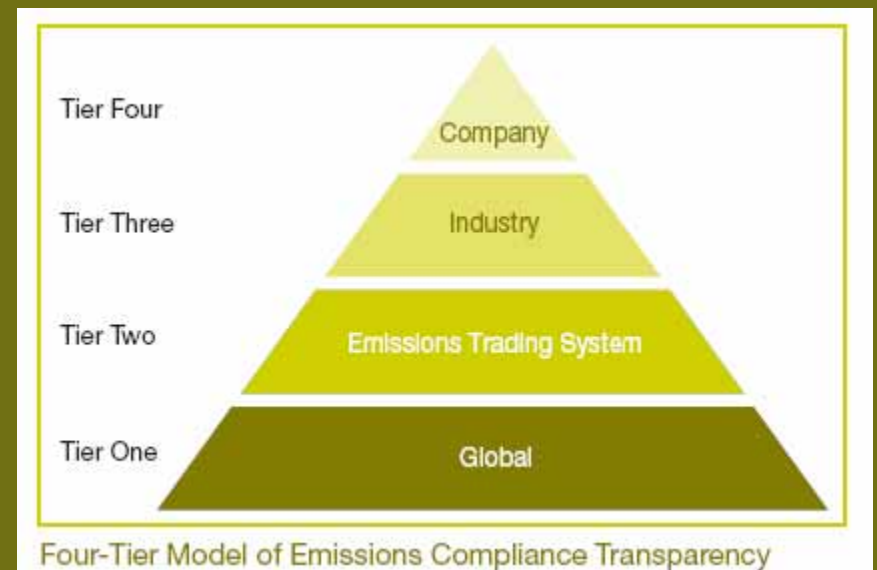 Tier Four
Company
Tier Three
Industry
Tier Two
Emissions Trading System
Tier One
Global
Four-Tier Model of Emissions Compliance Transparency